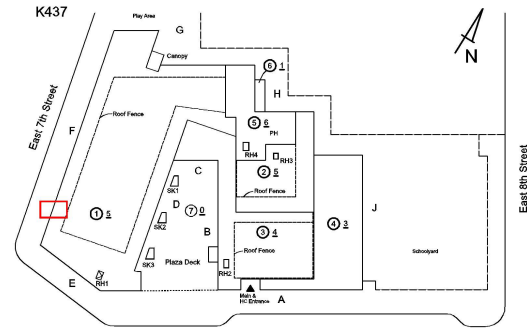 K437
Play Area
G
N
Canopy
6 1
H
East 7th Street
F
Roof Fence
5 6
PH
RH4
RH3
2 5
Roof Fence
C
SK1
D
7 0
1 5
SK2
B
J
4 3
East 8th Street
3 4
Roof Fence
SK3
Plaza Deck
RH2
Schoolyard
E
RH1
Main &
HC Entrance
A